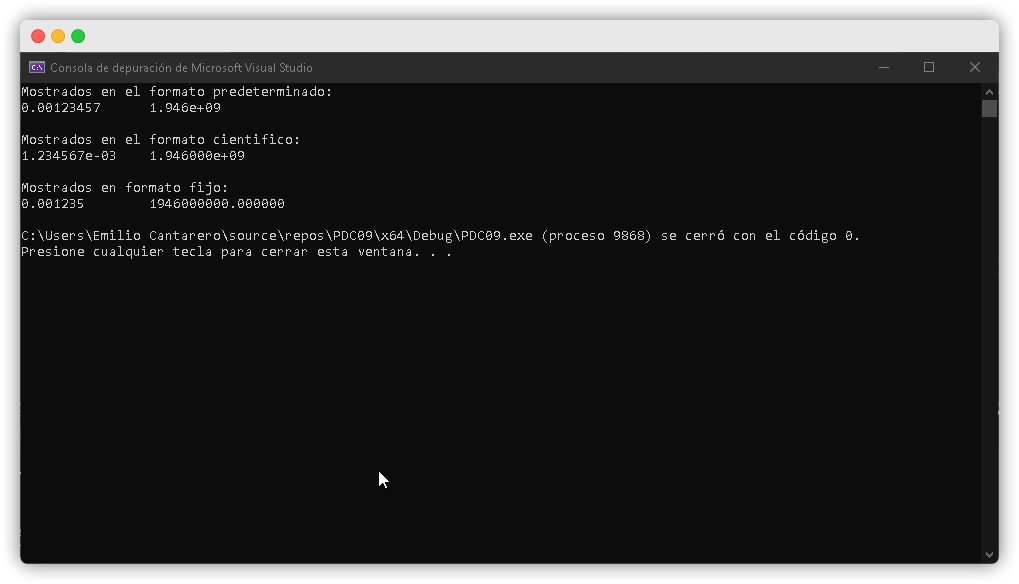 Consola de depuración de Microsoft Visual Studio
Mostrados en el formato predeterminado:
0.00123457      1.946e+09
Mostrados en el formato cientifico:
1.234567e-03    1.946000e+09
Mostrados en formato fijo:
0.001235        1946000000.000000
C:\Users\Emilio Cantarero\source\repos\PDC09\x64\Debug\PDC09.exe (proceso 9868) se cerró con el código 0.
Presione cualquier tecla para cerrar esta ventana. . .